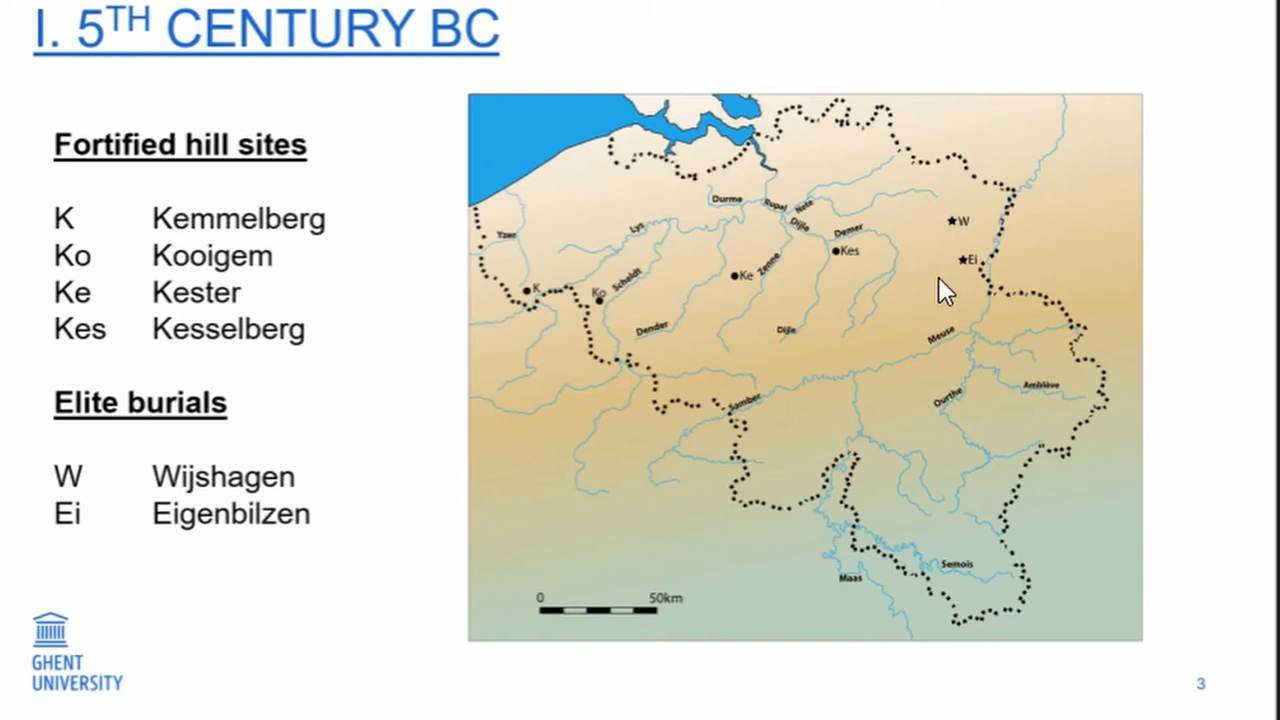 I. 5TH CENTURY BC
Fortified hill sites
K Kemmelberg
Ko Kooigem
Ke Kester
Kes Kesselberg
Elite burials
W Wijshagen
Ei Eigenbilzen
GHENT
UNIVERSITY
Durme
Rupel
Nete
Dijle
Demer
Yzer
Lys
W
Kes
Ei
Scheldt
Zenne
Ke
K
Ko
Dender
Dijle
Meuse
Samber
Ourthe
Amblève
Semois
Maas
0 50km
3